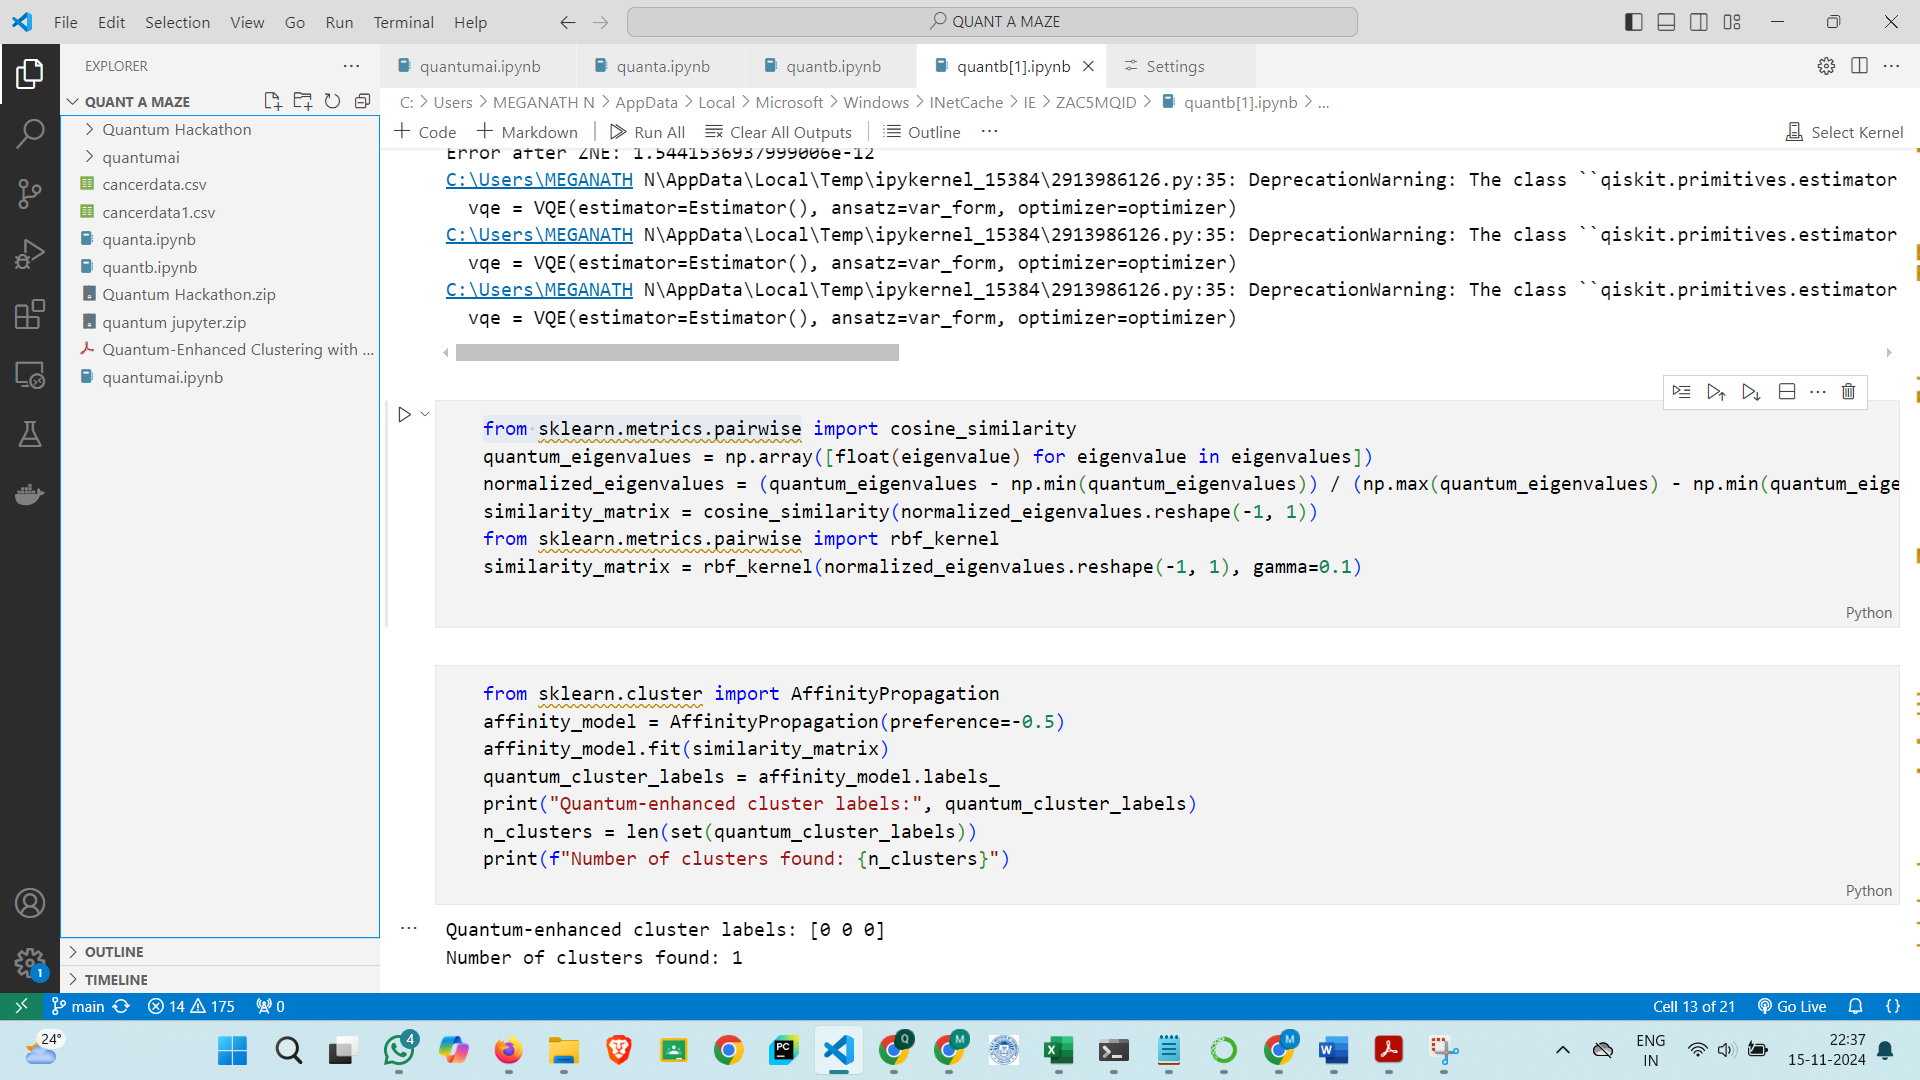 File Edit Selection View Go Run Terminal Help
QUANT A MAZE
EXPLORER
QUANT A MAZE
Quantum Hackathon
quantumai
cancerdata.csv
cancerdata1.csv
quanta.ipynb
quantb.ipynb
Quantum Hackathon.zip
quantum jupyter.zip
Quantum-Enhanced Clustering with ...
quantumai.ipynb
OUTLINE
TIMELINE
quantumai.ipynb quanta.ipynb quantb.ipynb quantb[1].ipynb Settings
C: > Users > MEGANATH N > AppData > Local > Microsoft > Windows > INetCache > IE > ZAC5MQID > quantb[1].ipynb > ...
+ Code + Markdown Run All Clear All Outputs Outline ... Select Kernel
Error after ZNE: 1.5441536937999006e-12
C:\Users\MEGANATH N\AppData\Local\Temp\ipykernel_15384\2913986126.py:35: DeprecationWarning: The class ``qiskit.primitives.estimator
vqe = VQE(estimator=Estimator(), ansatz=var_form, optimizer=optimizer)
C:\Users\MEGANATH N\AppData\Local\Temp\ipykernel_15384\2913986126.py:35: DeprecationWarning: The class ``qiskit.primitives.estimator
vqe = VQE(estimator=Estimator(), ansatz=var_form, optimizer=optimizer)
C:\Users\MEGANATH N\AppData\Local\Temp\ipykernel_15384\2913986126.py:35: DeprecationWarning: The class ``qiskit.primitives.estimator
vqe = VQE(estimator=Estimator(), ansatz=var_form, optimizer=optimizer)
from sklearn.metrics.pairwise import cosine_similarity
quantum_eigenvalues = np.array([float(eigenvalue) for eigenvalue in eigenvalues])
normalized_eigenvalues = (quantum_eigenvalues - np.min(quantum_eigenvalues)) / (np.max(quantum_eigenvalues) - np.min(quantum_eige
similarity_matrix = cosine_similarity(normalized_eigenvalues.reshape(-1, 1))
from sklearn.metrics.pairwise import rbf_kernel
similarity_matrix = rbf_kernel(normalized_eigenvalues.reshape(-1, 1), gamma=0.1)
Python
from sklearn.cluster import AffinityPropagation
affinity_model = AffinityPropagation(preference=-0.5)
affinity_model.fit(similarity_matrix)
quantum_cluster_labels = affinity_model.labels_
print("Quantum-enhanced cluster labels:", quantum_cluster_labels)
n_clusters = len(set(quantum_cluster_labels))
print(f"Number of clusters found: {n_clusters}")
Python
Quantum-enhanced cluster labels: [0 0 0]
Number of clusters found: 1
1
main 14 175 0 Cell 13 of 21 Go Live {}
24° 4 PC Q M M
ENG
IN
22:37
15-11-2024